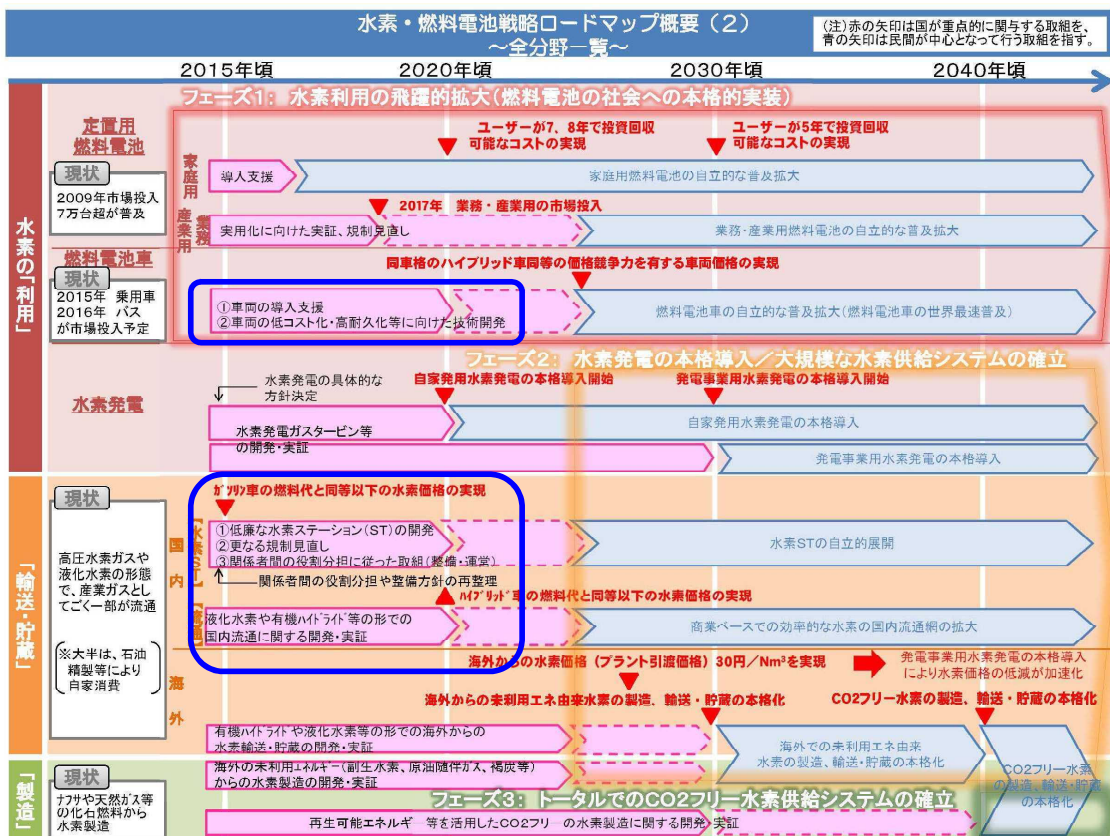 水素・燃料電池戦略ロードマップ概要（2）
～全分野一覧～
（注）赤の矢印は国が重点的に関与する取組を、
青の矢印は民間が中心となって行う取組を指す。
2015年頃
2020年頃
2030年頃
2040年頃
フェーズ1： 水素利用の飛躍的拡大（燃料電池の社会への本格的実装）
水素の「利用」
定置用
燃料電池
現状
2009年市場投入
7万台超が普及
家庭用
ユーザーが7、8年で投資回収
可能なコストの実現
ユーザーが5年で投資回収
可能なコストの実現
導入支援
家庭用燃料電池の自立的な普及拡大
業務
産業用
2017年 業務・産業用の市場投入
実用化に向けた実証、規制見直し
業務・産業用燃料電池の自立的な普及拡大
燃料電池車
現状
2015年 乗用車
2016年 バス
が市場投入予定
同車格のハイブリッド車同等の価格競争力を有する車両価格の実現
①車両の導入支援
②車両の低コスト化・高耐久化等に向けた技術開発
燃料電池車の自立的な普及拡大（燃料電池車の世界最速普及）
フェーズ2： 水素発電の本格導入／大規模な水素供給システムの確立
水素発電
水素発電の具体的な
方針決定
自家発用水素発電の本格導入開始
発電事業用水素発電の本格導入開始
水素発電ガスタービン等
の開発・実証
自家発用水素発電の本格導入
発電事業用水素発電の本格導入
「輸送・貯蔵」
現状
高圧水素ガスや
液化水素の形態
で、産業ガスとし
てごく一部が流通
※大半は、石油
精製等により
自家消費
国内
ガソリン車の燃料代と同等以下の水素価格の実現
【水素ST】
①低廉な水素ステーション（ST）の開発
②更なる規制見直し
③関係者間の役割分担に従った取組（整備・運営）
水素STの自立的展開
関係者間の役割分担や整備方針の再整理
ハイブリッド車の燃料代と同等以下の水素価格の実現
【流通】
液化水素や有機ハイドライド等の形での
国内流通に関する開発・実証
商業ベースでの効率的な水素の国内流通網の拡大
海外
海外からの水素価格（プラント引渡価格）30円／Nm³を実現
発電事業用水素発電の本格導入
により水素価格の低減が加速化
海外からの未利用エネ由来水素の製造、輸送・貯蔵の本格化
CO2フリー水素の製造、輸送・貯蔵の本格化
有機ハイドライドや液化水素等の形での海外からの
水素輸送・貯蔵の開発・実証
海外での未利用エネ由来
水素の製造、輸送・貯蔵の本格化
「製造」
現状
ナフサや天然ガス等
の化石燃料から
水素製造
海外の未利用エネルギー（副生水素、原油随伴ガス、褐炭等）
からの水素製造の開発・実証
CO2フリー水素
の製造、輸送・貯蔵
の本格化
フェーズ3： トータルでのCO2フリー水素供給システムの確立
再生可能エネルギー等を活用したCO2フリーの水素製造に関する開発・実証